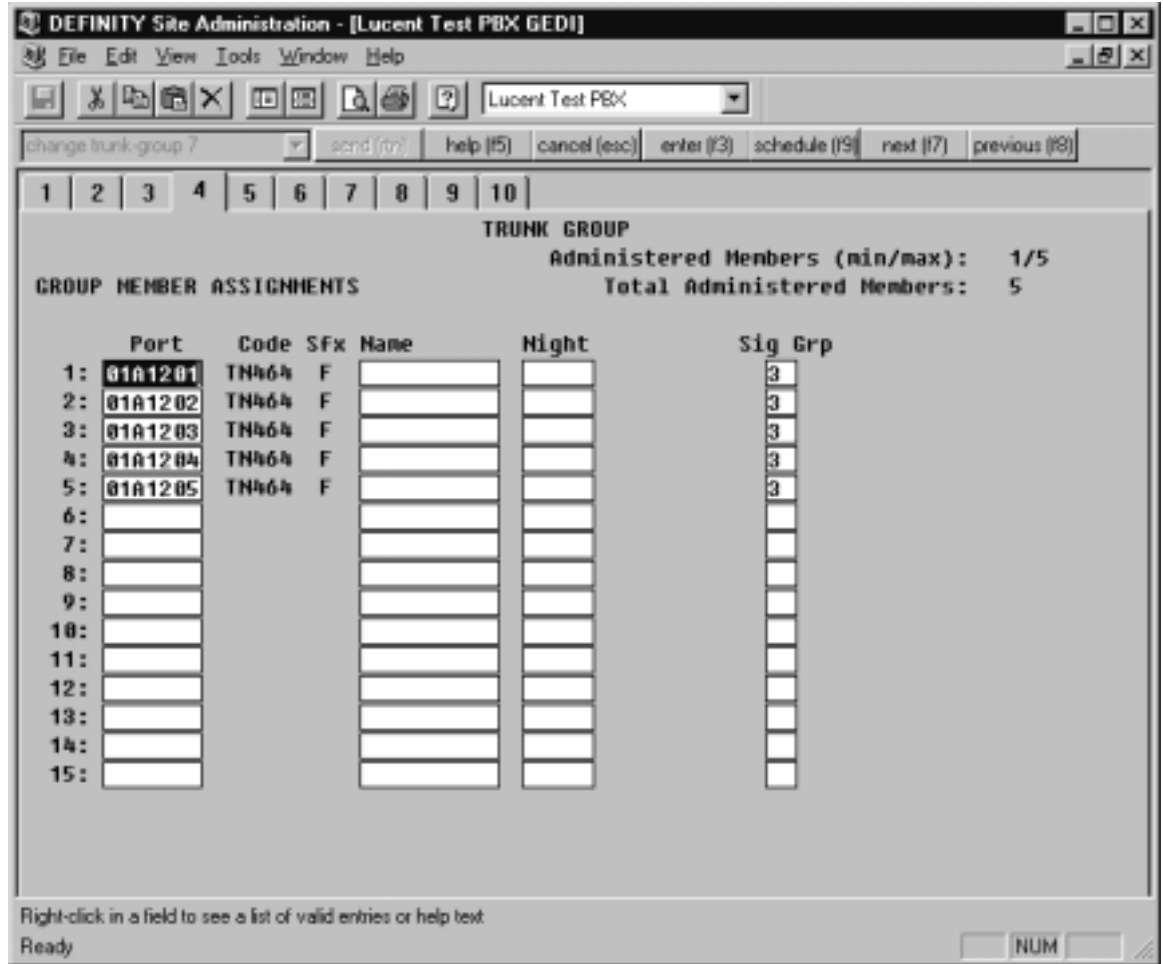 DEFINITY Site Administration - [Lucent Test PBX GEDI]
File Edit View Tools Window Help
Lucent Test PBX
change trunk-group 7 send (rtn) help (f5) cancel (esc) enter (f3) schedule (f9) next (f7) previous (f8)
1 2 3 4 5 6 7 8 9 10
TRUNK GROUP
Administered Members (min/max): 1/5
GROUP MEMBER ASSIGNMENTS Total Administered Members: 5
Port Code Sfx Name Night Sig Grp
1: 01A1201 TN464 F 3
2: 01A1202 TN464 F 3
3: 01A1203 TN464 F 3
4: 01A1204 TN464 F 3
5: 01A1205 TN464 F 3
6:
7:
8:
9:
10:
11:
12:
13:
14:
15:
Right-click in a field to see a list of valid entries or help text
Ready NUM